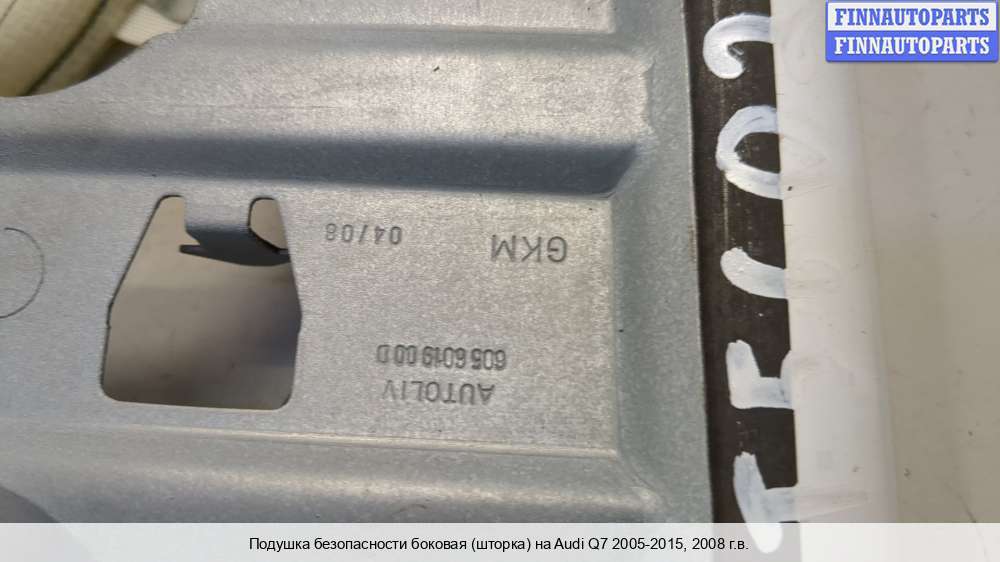 FINNAUTOPARTS
FINNAUTOPARTS
AUTOLIV
605 6019 00 D
GKM
04/08
Подушка безопасности боковая (шторка) на Audi Q7 2005-2015, 2008 г.в.